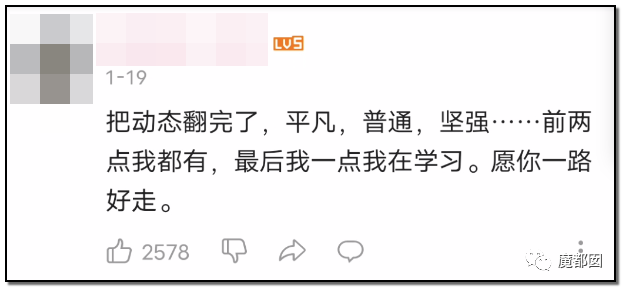 LV5
1-19
把动态翻完了，平凡，普通，坚强……前两
点我都有，最后我一点我在学习。愿你一路
好走。
2578
魔都囡